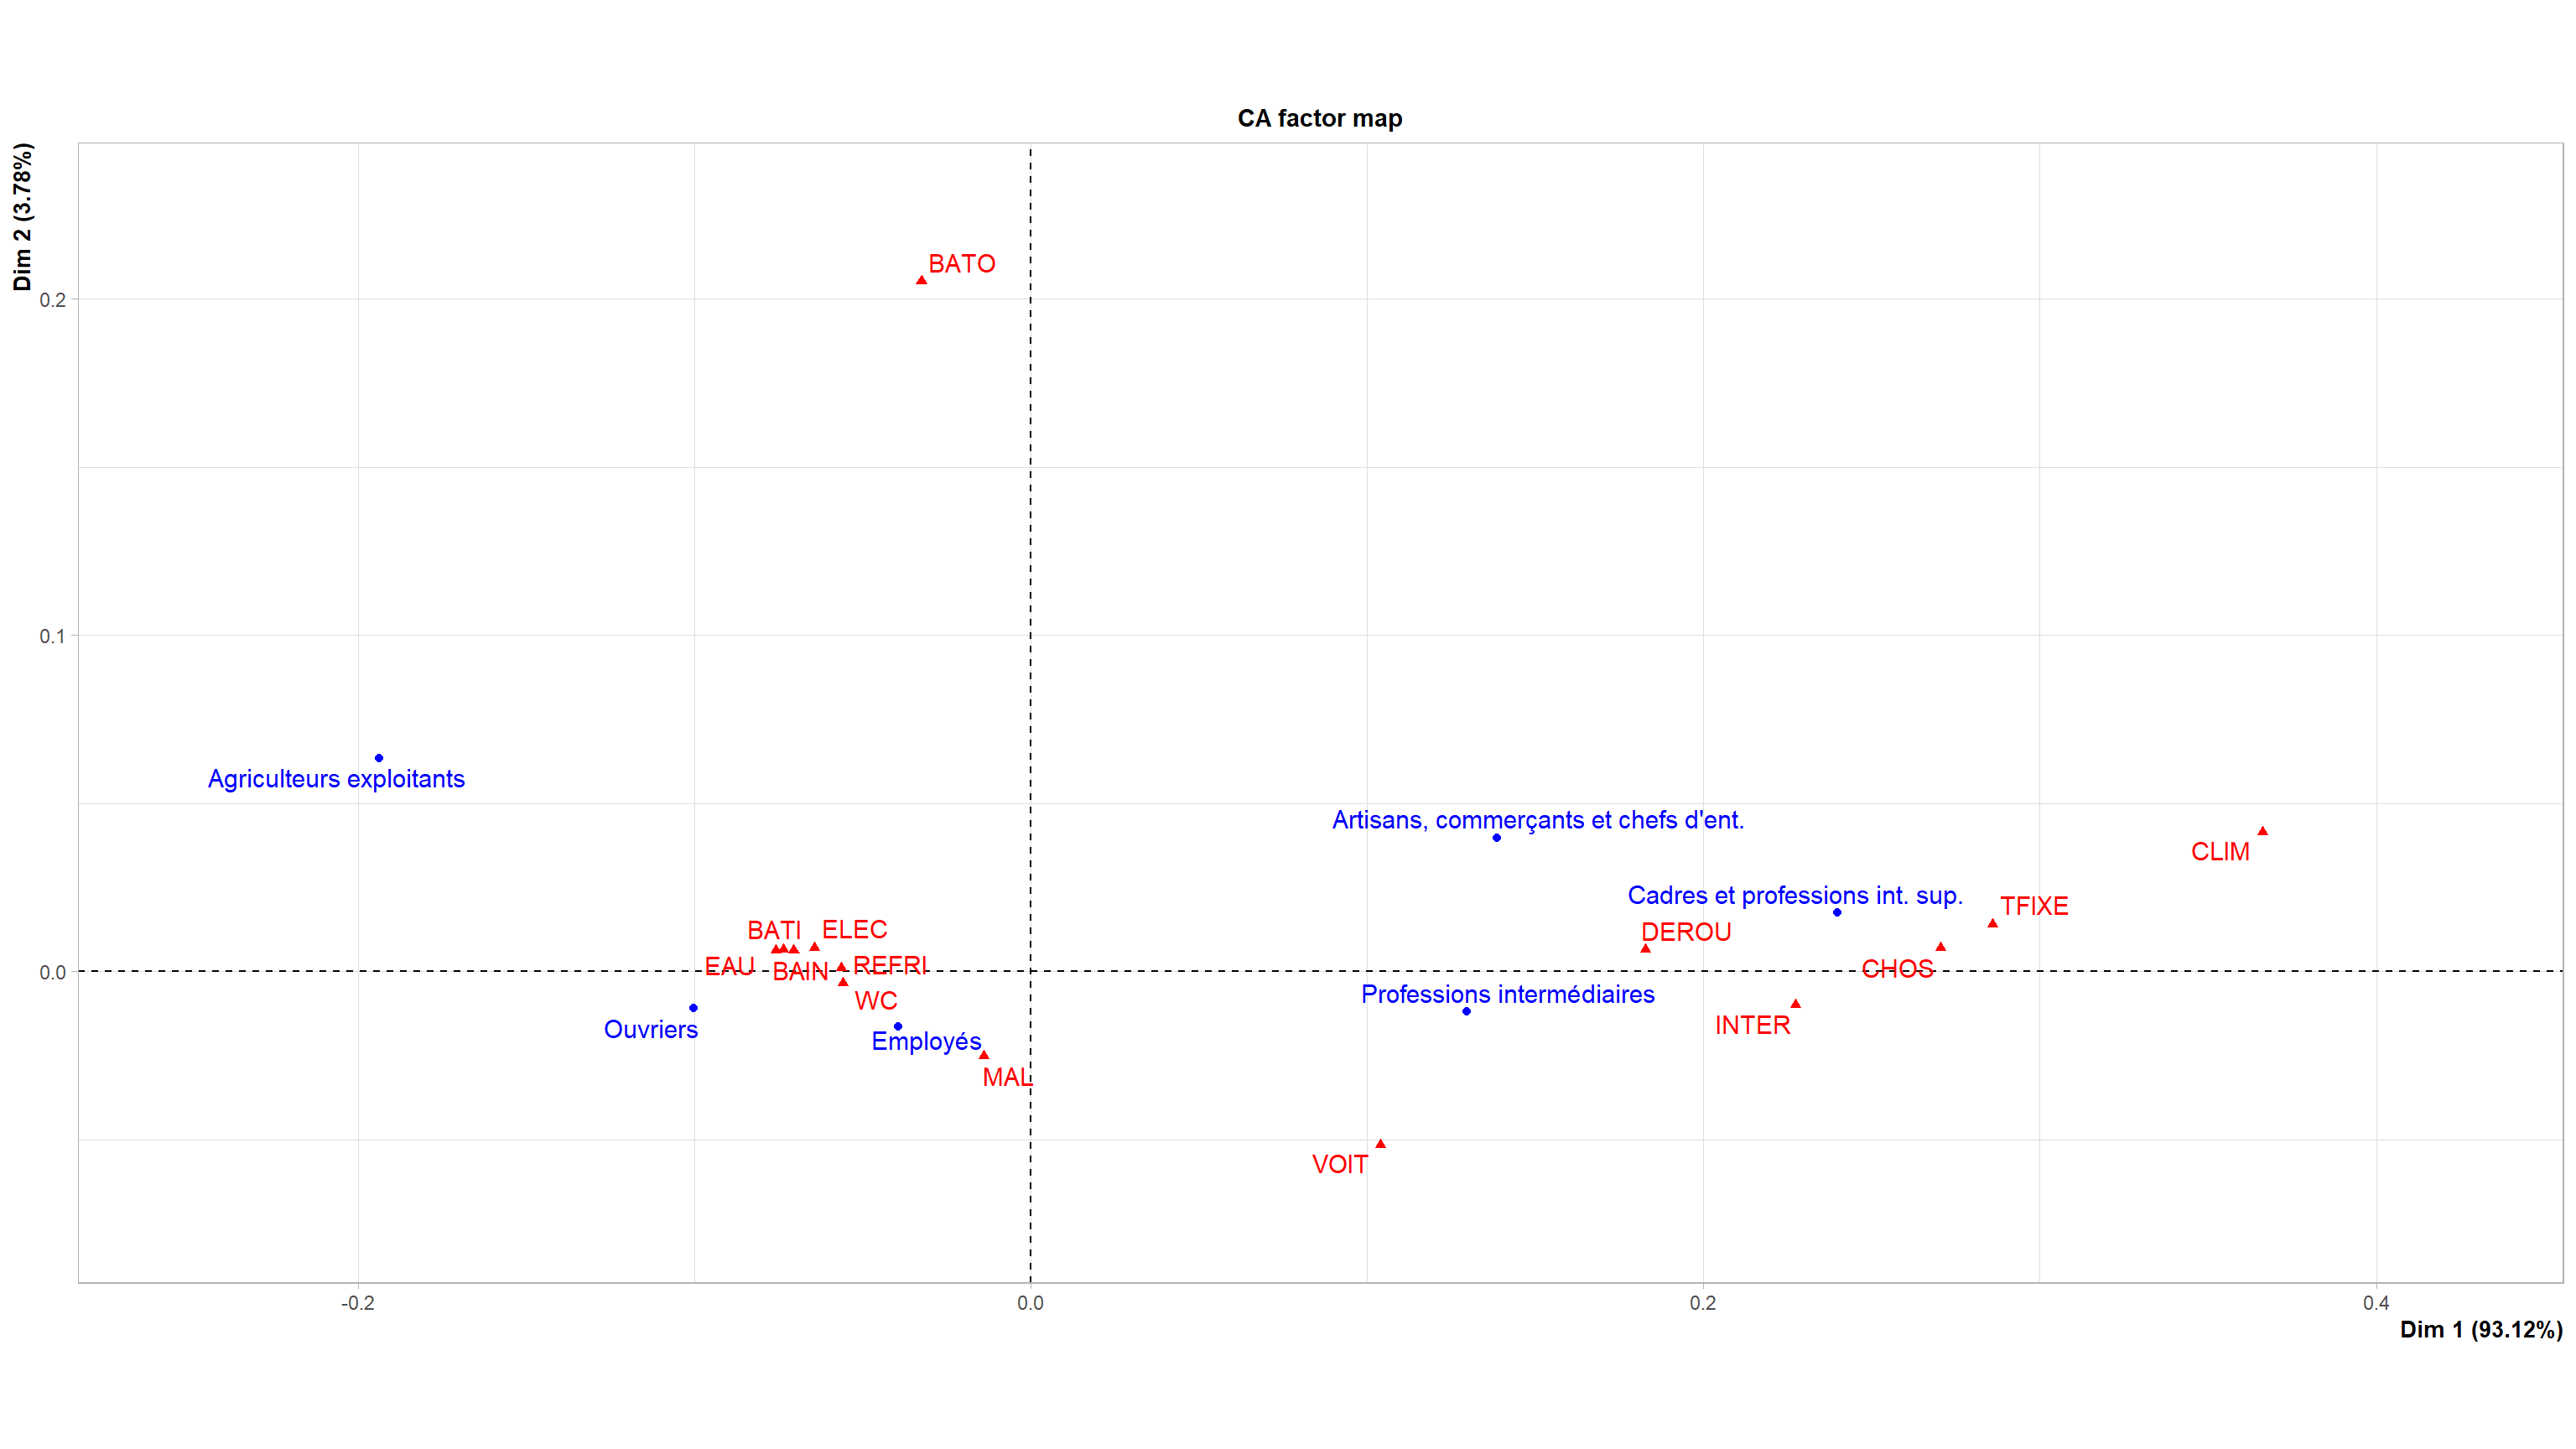 CA factor map
Dim 2 (3.78%)
BATO
0.2
0.1
Agriculteurs exploitants
Artisans, commerçants et chefs d'ent.
CLIM
Cadres et professions int. sup.
TFIXE
BATI
ELEC
DEROU
EAU
BAIN
REFRI
CHOS
0.0
WC
Professions intermédiaires
Ouvriers
INTER
Employés
MAL
VOIT
-0.2
0.0
0.2
0.4
Dim 1 (93.12%)